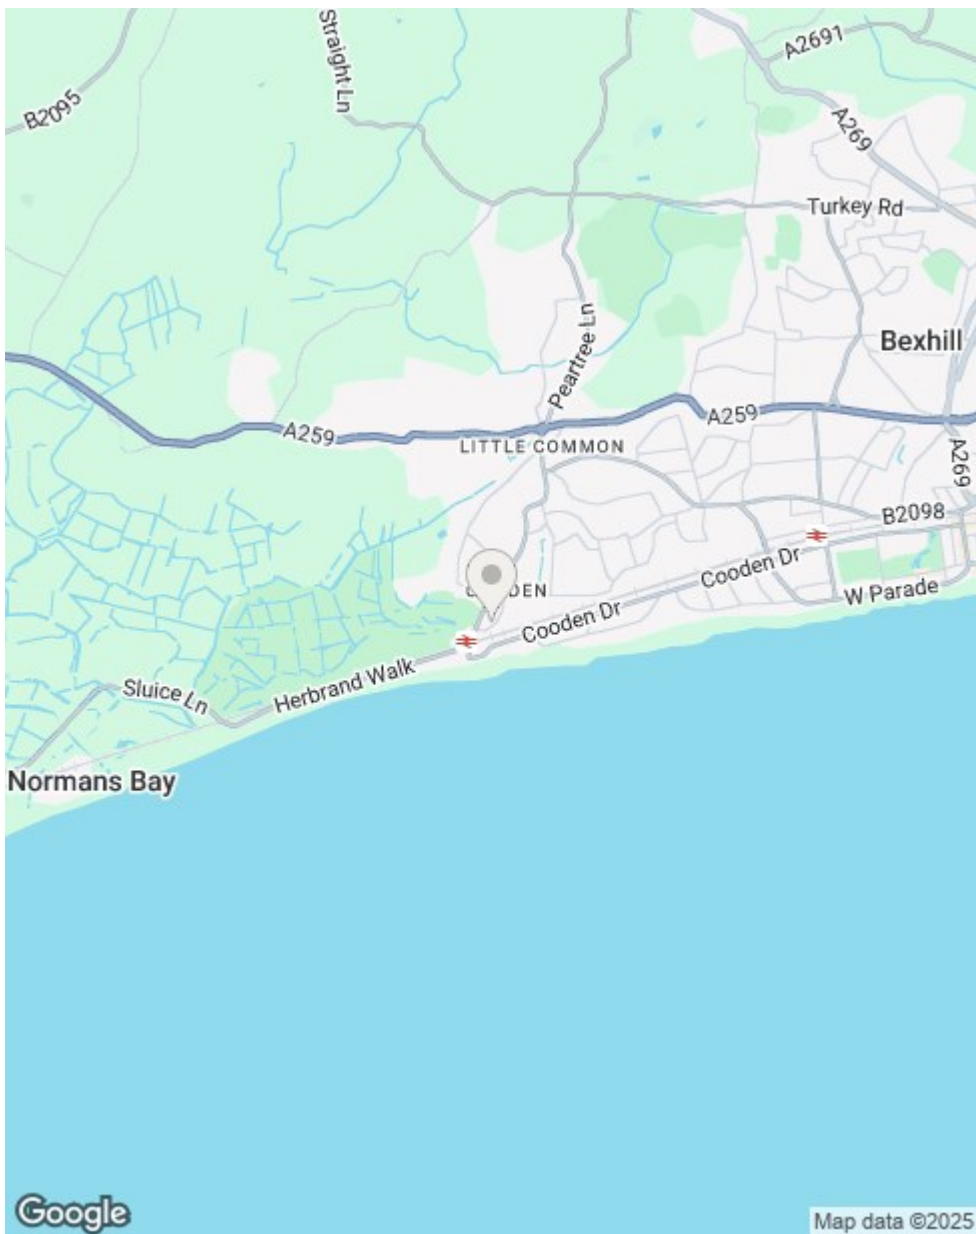 Straight Ln
A2691
B2095
A269
Turkey Rd
Peartree Ln
Bexhill
A259
A259
LITTLE COMMON
A269
B2098
Cooden Dr
W Parade
Cooden Dr
Herbrand Walk
Sluice Ln
Normans Bay
Google
Map data ©2025